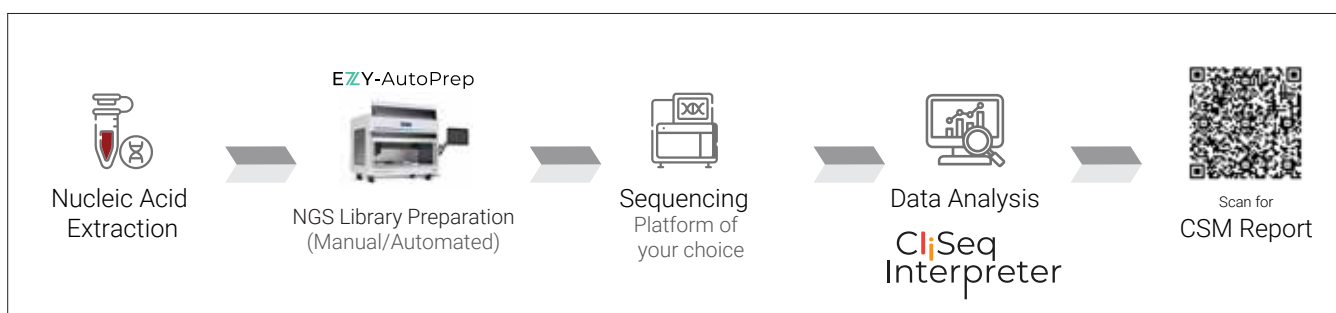 EZY-AutoPrep
Nucleic Acid
Extraction
NGS Library Preparation
(Manual/Automated)
Sequencing
Platform of
your choice
Data Analysis
CliSeq
Interpreter
Scan for
CSM Report